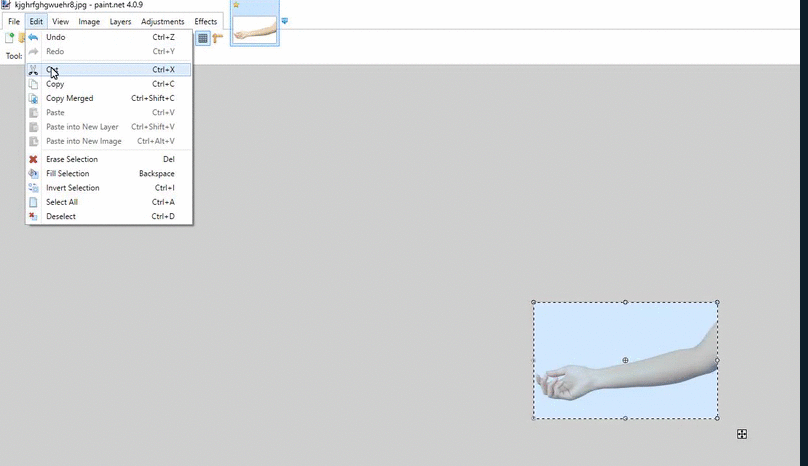 kjghrfghgwuehr8.jpg - paint.net 4.0.9
File Edit View Image Layers Adjustments Effects
Tool:
Undo Ctrl+Z
Redo Ctrl+Y
Ctrl+X
Copy Ctrl+C
Copy Merged Ctrl+Shift+C
Paste Ctrl+V
Paste into New Layer Ctrl+Shift+V
Paste into New Image Ctrl+Alt+V
Erase Selection Del
Fill Selection Backspace
Invert Selection Ctrl+I
Select All Ctrl+A
Deselect Ctrl+D